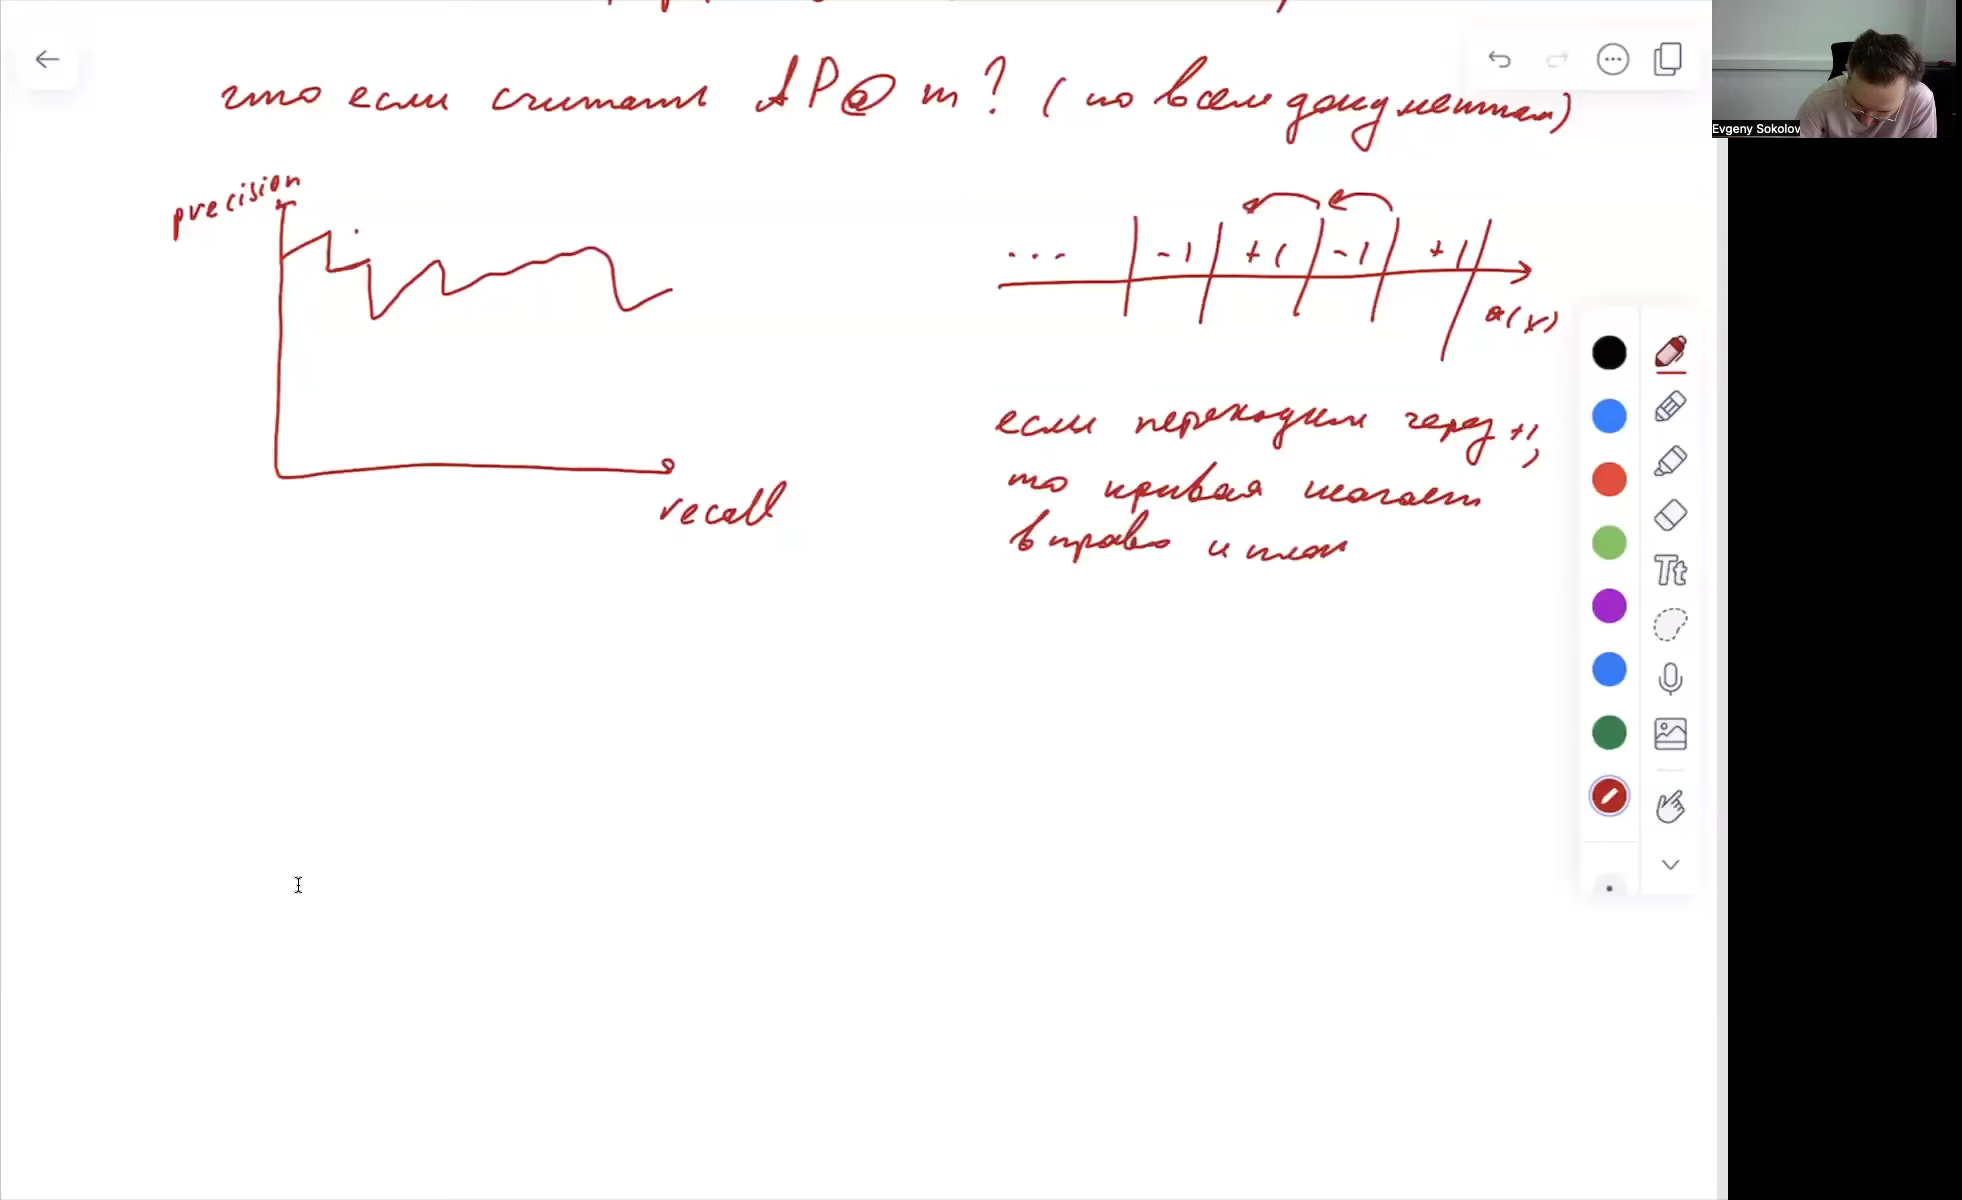 что если считать AP@m? (по всем документам)
precision
... -1 +1 -1 +1
a(x)
если переходим через +1,
то кривая шагает
вправо и
recall
Evgeny Sokolov
Tt